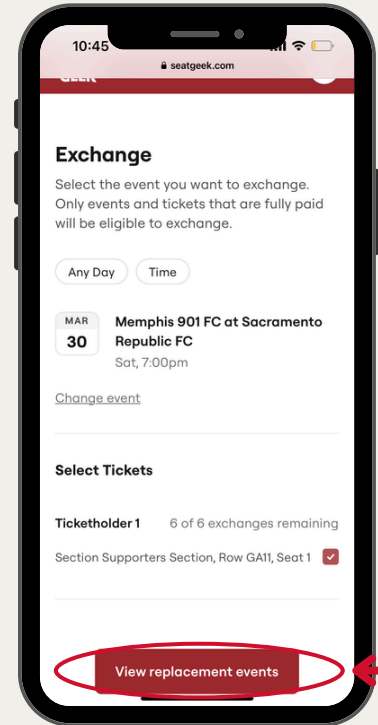 10:45
seatgeek.com
Exchange
Select the event you want to exchange.
Only events and tickets that are fully paid
will be eligible to exchange.
Any Day Time
MAR
30
Memphis 901 FC at Sacramento
Republic FC
Sat, 7:00pm
Change event
Select Tickets
Ticketholder 1 6 of 6 exchanges remaining
Section Supporters Section, Row GA11, Seat 1
View replacement events